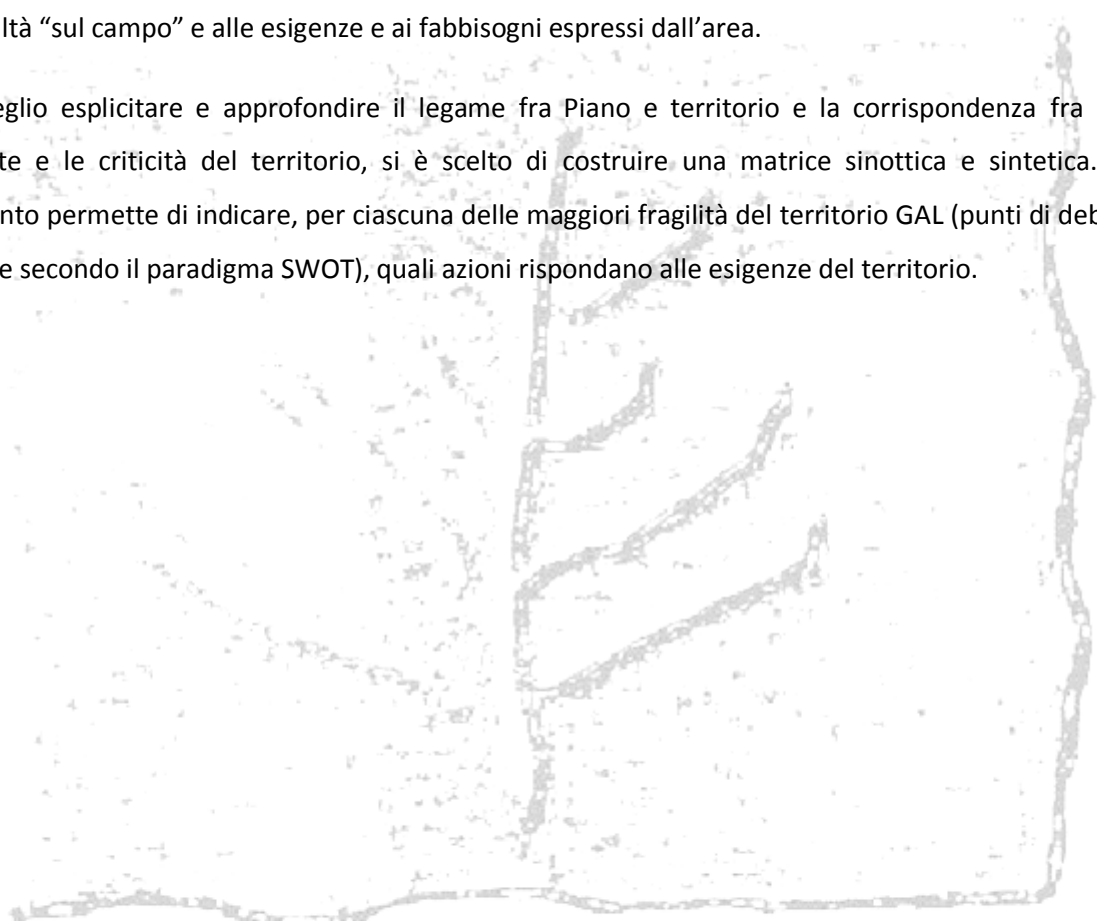 ltà “sul campo” e alle esigenze e ai fabbisogni espressi dall’area.
eglio esplicitare e approfondire il legame fra Piano e territorio e la corrispondenza fra
te e le criticità del territorio, si è scelto di costruire una matrice sinottica e sintetica.
nto permette di indicare, per ciascuna delle maggiori fragilità del territorio GAL (punti di deb
e secondo il paradigma SWOT), quali azioni rispondano alle esigenze del territorio.